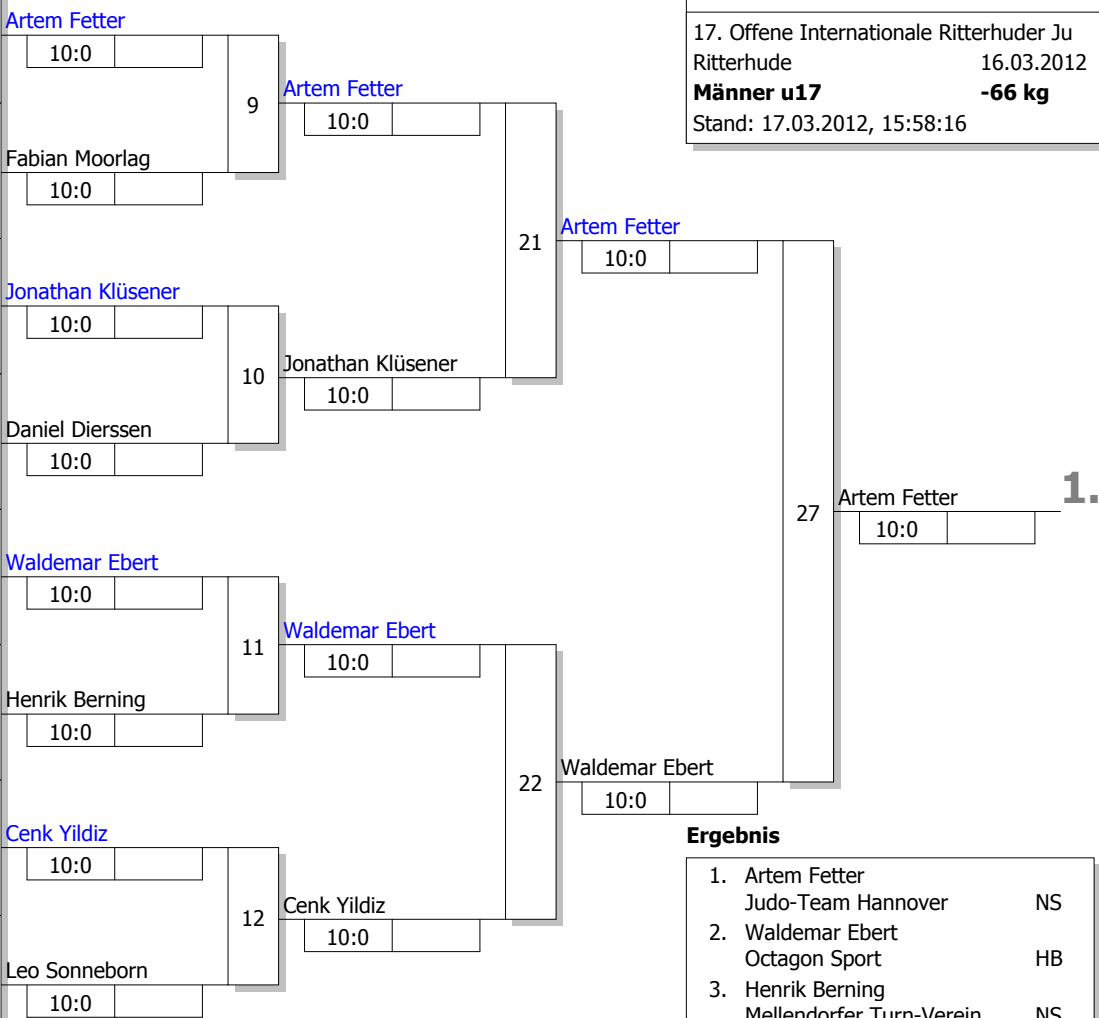 Artem Fetter
10:0
9
Fabian Moorlag
10:0
Jonathan Klüsener
10:0
10
Daniel Dierssen
10:0
Waldemar Ebert
10:0
11
Henrik Berning
10:0
Cenk Yildiz
10:0
12
Leo Sonneborn
10:0
Artem Fetter
10:0
21
Jonathan Klüsener
10:0
Waldemar Ebert
10:0
22
Cenk Yildiz
10:0
Artem Fetter
10:0
27
Waldemar Ebert
10:0
Artem Fetter 1.
10:0
17. Offene Internationale Ritterhuder Ju
Ritterhude 16.03.2012
Männer u17 -66 kg
Stand: 17.03.2012, 15:58:16
Ergebnis
1. Artem Fetter
Judo-Team Hannover NS
2. Waldemar Ebert
Octagon Sport HB
3. Henrik Berning
Mellendorfer Turn-Verein NS